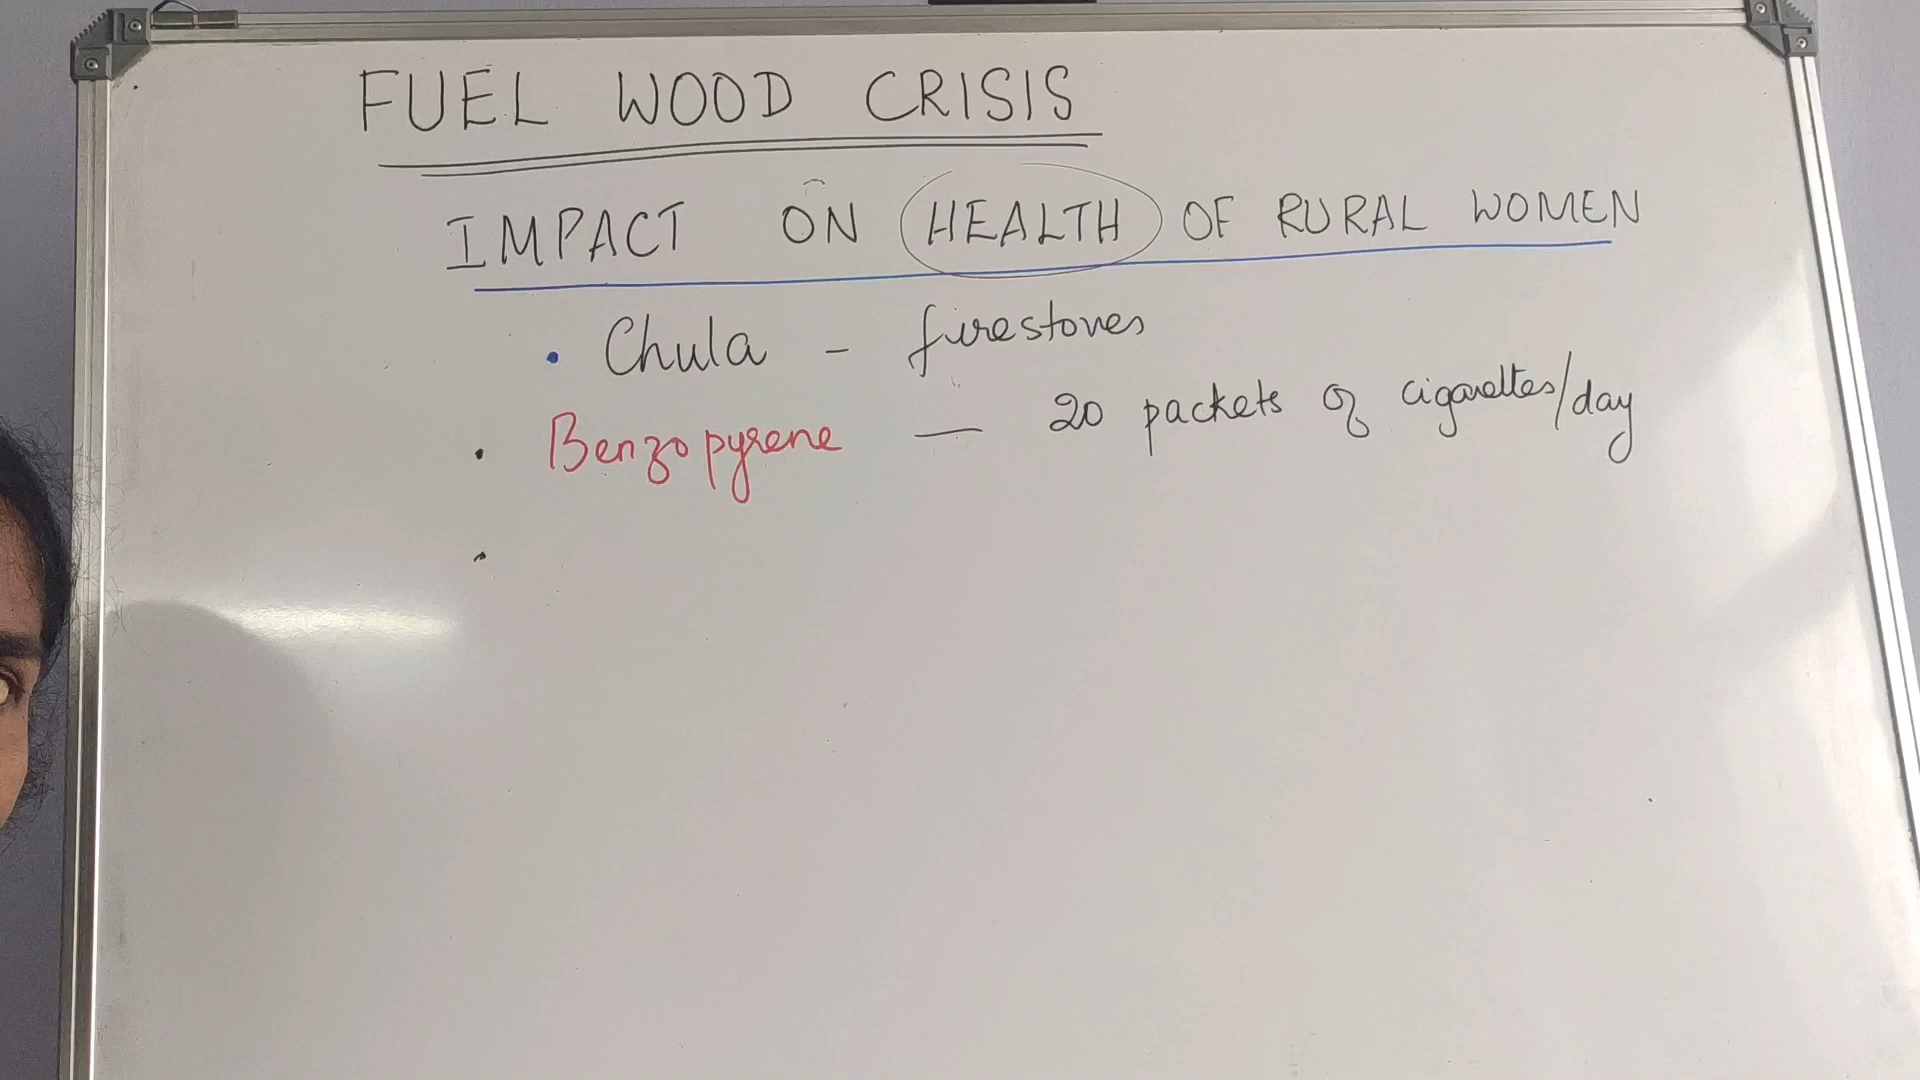 FUEL WOOD CRISIS
IMPACT ON HEALTH OF RURAL WOMEN
• Chula - firestoves
• Benzopyrene — 20 packets of cigarettes/day
•